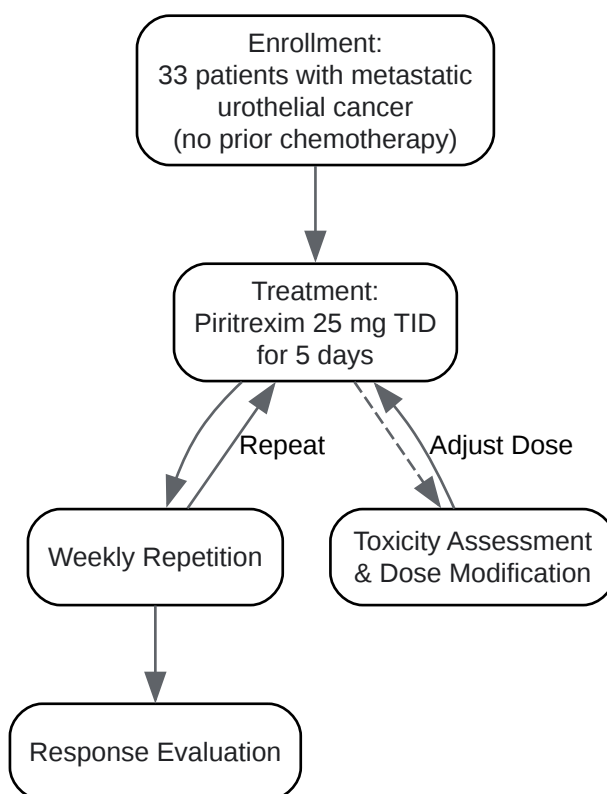 Enrollment:
33 patients with metastatic
urothelial cancer
(no prior chemotherapy)
Treatment:
Piritrexim 25 mg TID
for 5 days
Repeat
Adjust Dose
Weekly Repetition
Toxicity Assessment
& Dose Modification
Response Evaluation